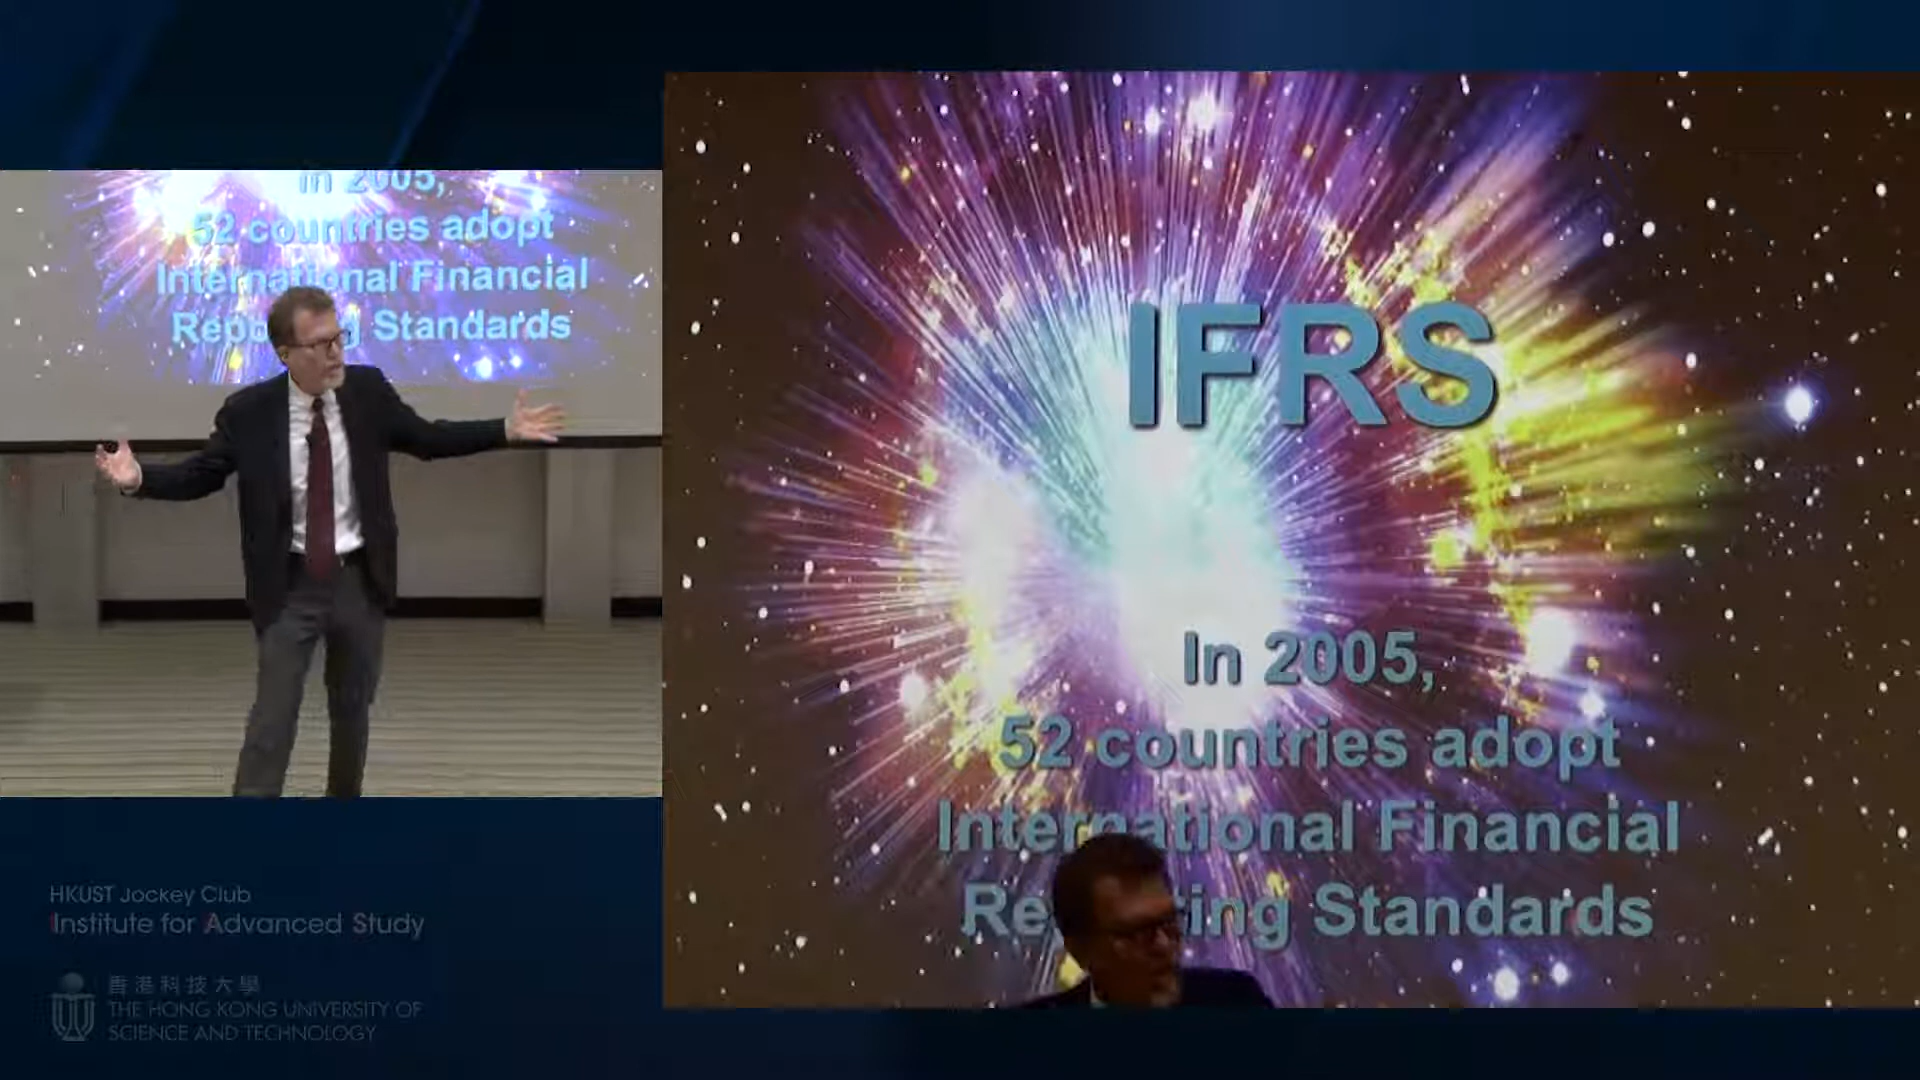 In 2005,
52 countries adopt
International Financial
Reporting Standards
IFRS
In 2005,
52 countries adopt
International Financial
Reporting Standards
HKUST Jockey Club
Institute for Advanced Study
香港科技大學
THE HONG KONG UNIVERSITY OF
SCIENCE AND TECHNOLOGY